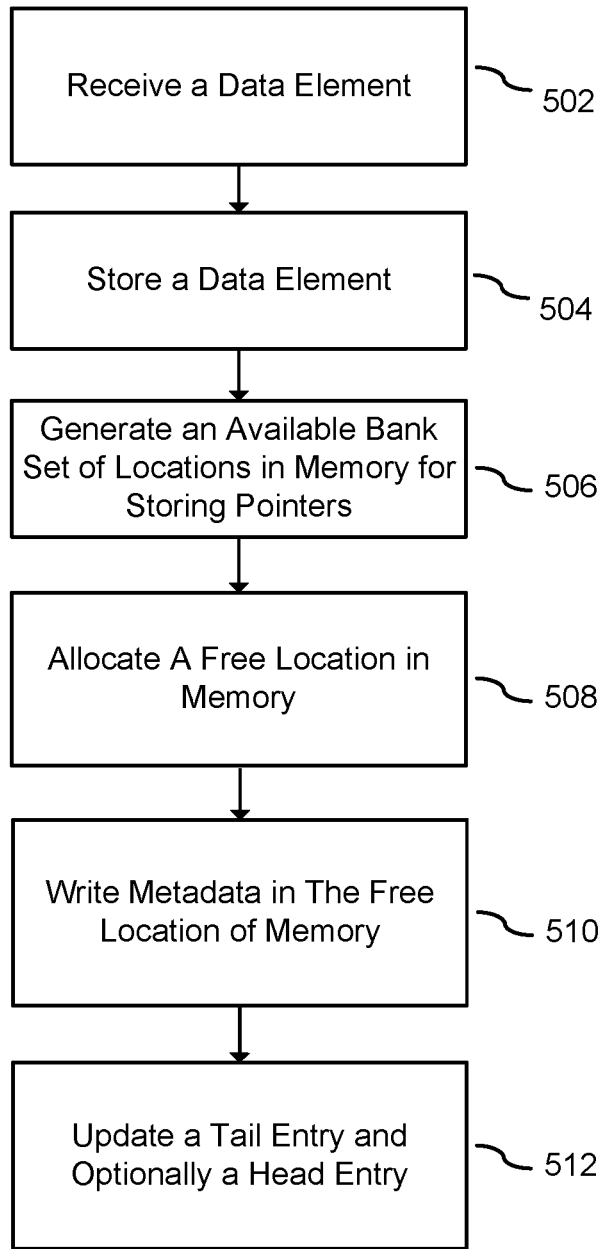 Receive a Data Element
502
Store a Data Element
504
Generate an Available Bank
Set of Locations in Memory for
Storing Pointers
506
Allocate A Free Location in
Memory
508
Write Metadata in The Free
Location of Memory
510
Update a Tail Entry and
Optionally a Head Entry
512